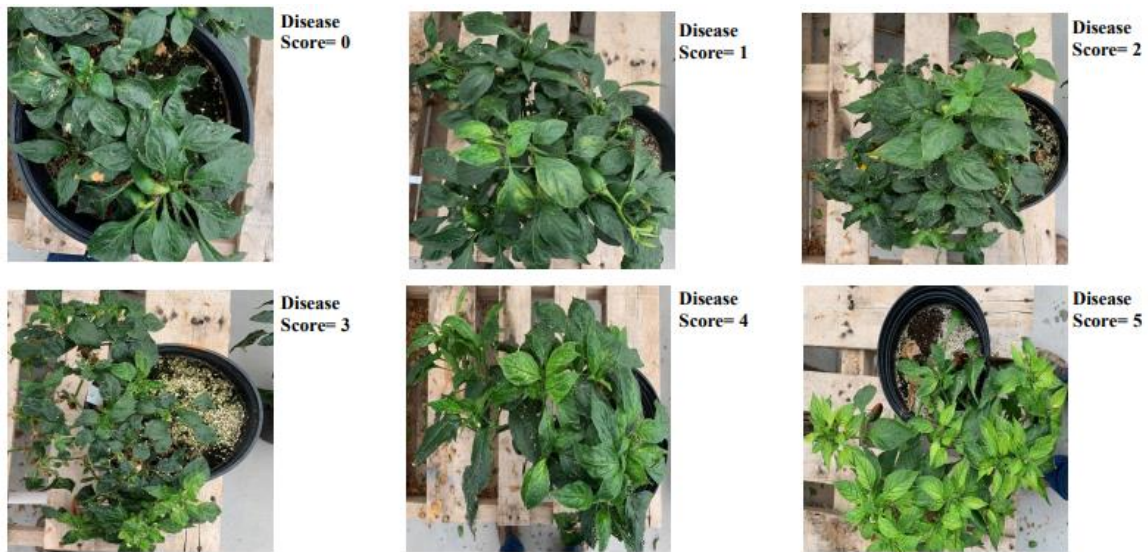 Disease
Score= 0
Disease
Score= 1
Disease
Score= 2
Disease
Score= 3
Disease
Score= 4
Disease
Score= 5